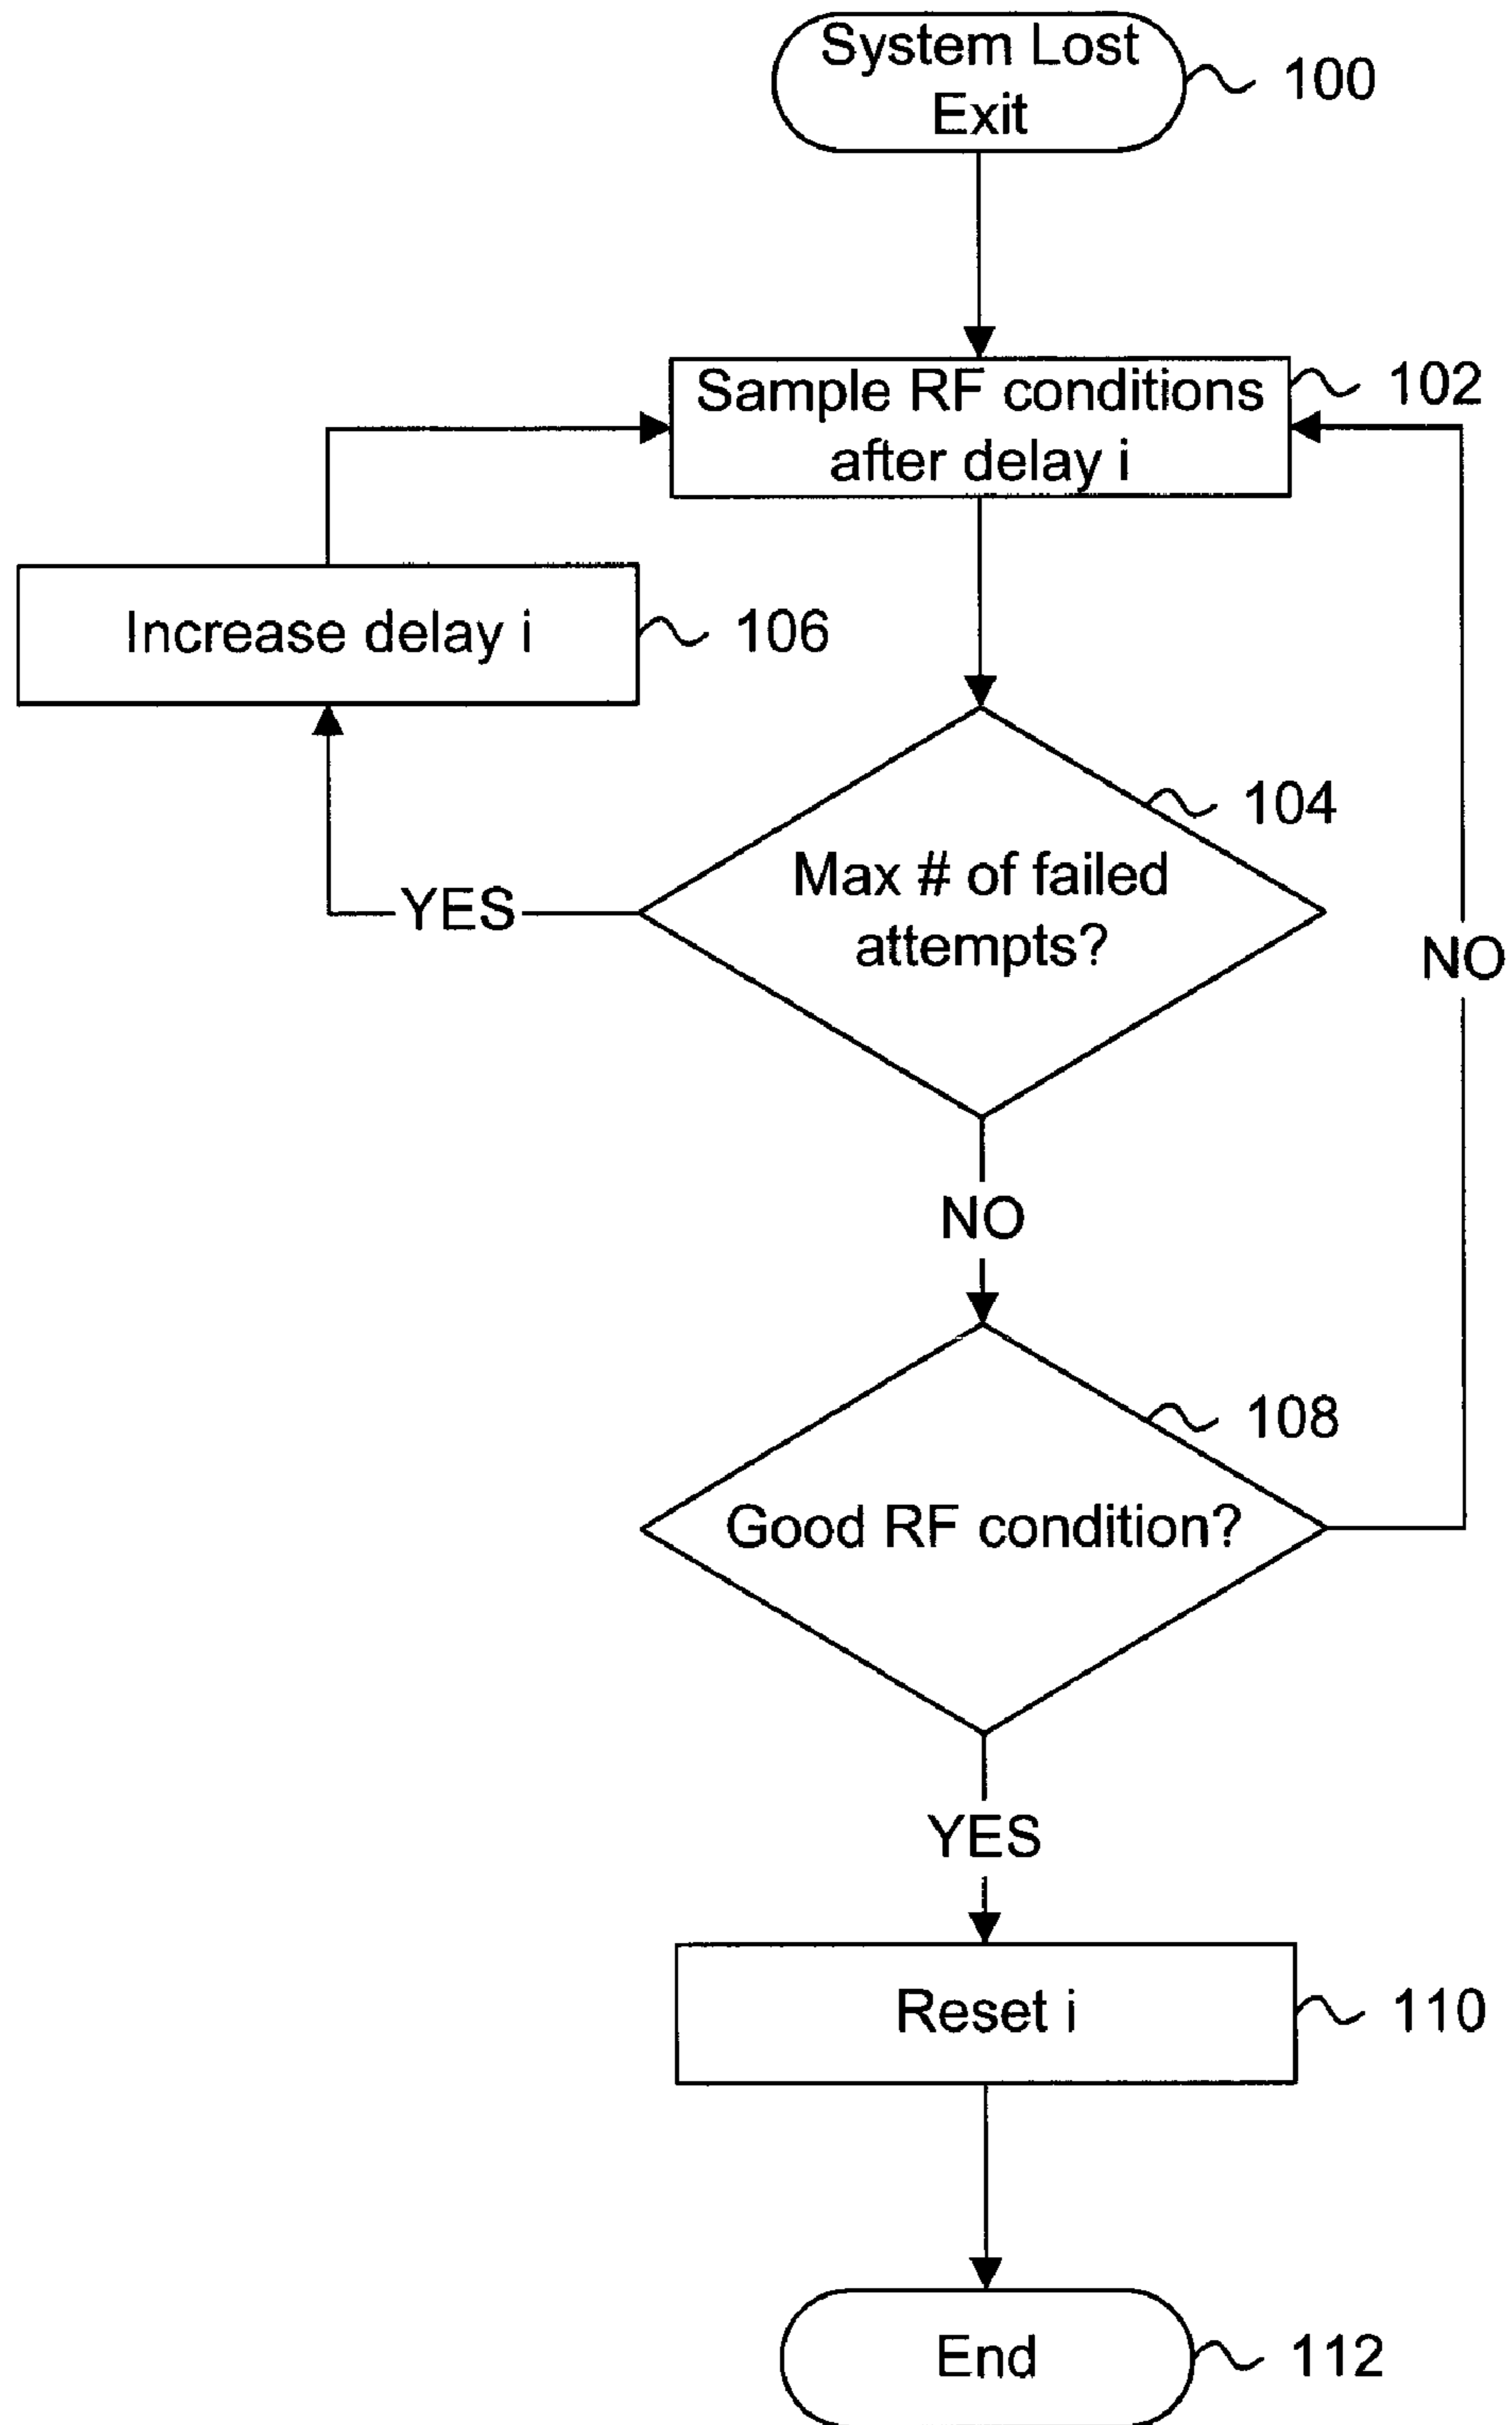 System Lost
Exit
100
Sample RF conditions
after delay i
102
Increase delay i
106
104
Max # of failed
attempts?
YES
NO
NO
108
Good RF condition?
YES
Reset i
110
End
112